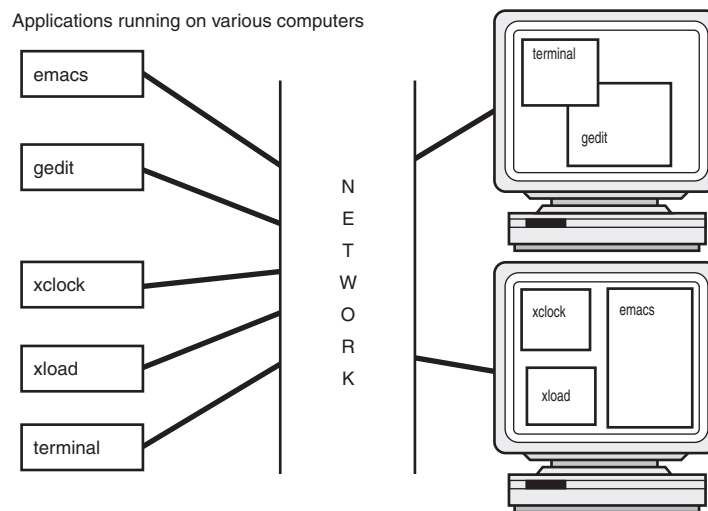 Applications running on various computers
emacs
gedit
xclock
xload
terminal
N
E
T
W
O
R
K
terminal
gedit
xclock
emacs
xload